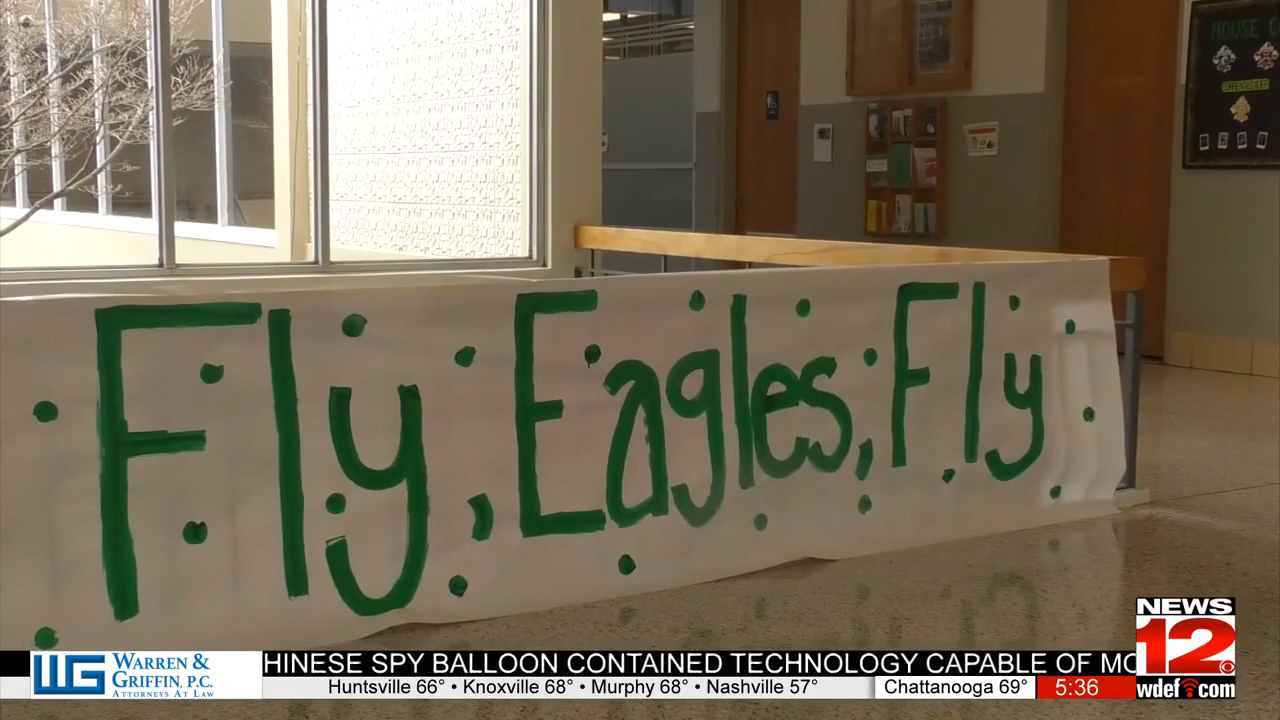 HOUSE C
Fly, Eagles, Fly
NEWS
12
wdef.com
WARREN &
GRIFFIN, P.C.
ATTORNEYS AT LAW
HINESE SPY BALLOON CONTAINED TECHNOLOGY CAPABLE OF MO
Huntsville 66° • Knoxville 68° • Murphy 68° • Nashville 57°
Chattanooga 69°
5:36